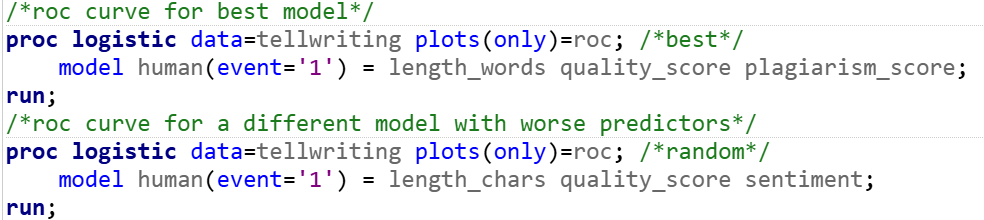 /*roc curve for best model*/
proc logistic data=tellwriting plots(only)=roc; /*best*/
    model human(event='1') = length_words quality_score plagiarism_score;
run;
/*roc curve for a different model with worse predictors*/
proc logistic data=tellwriting plots(only)=roc; /*random*/
    model human(event='1') = length_chars quality_score sentiment;
run;